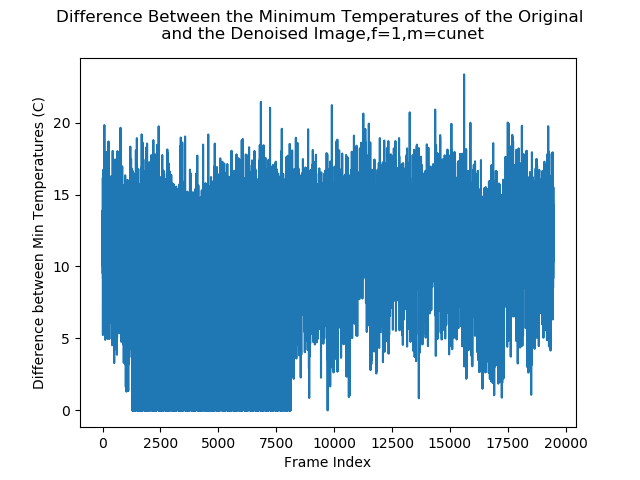 Difference Between the Minimum Temperatures of the Original
and the Denoised Image,f=1,m=cunet
Difference between Min Temperatures (C)
20
15
10
5
0
0 2500 5000 7500 10000 12500 15000 17500 20000
Frame Index